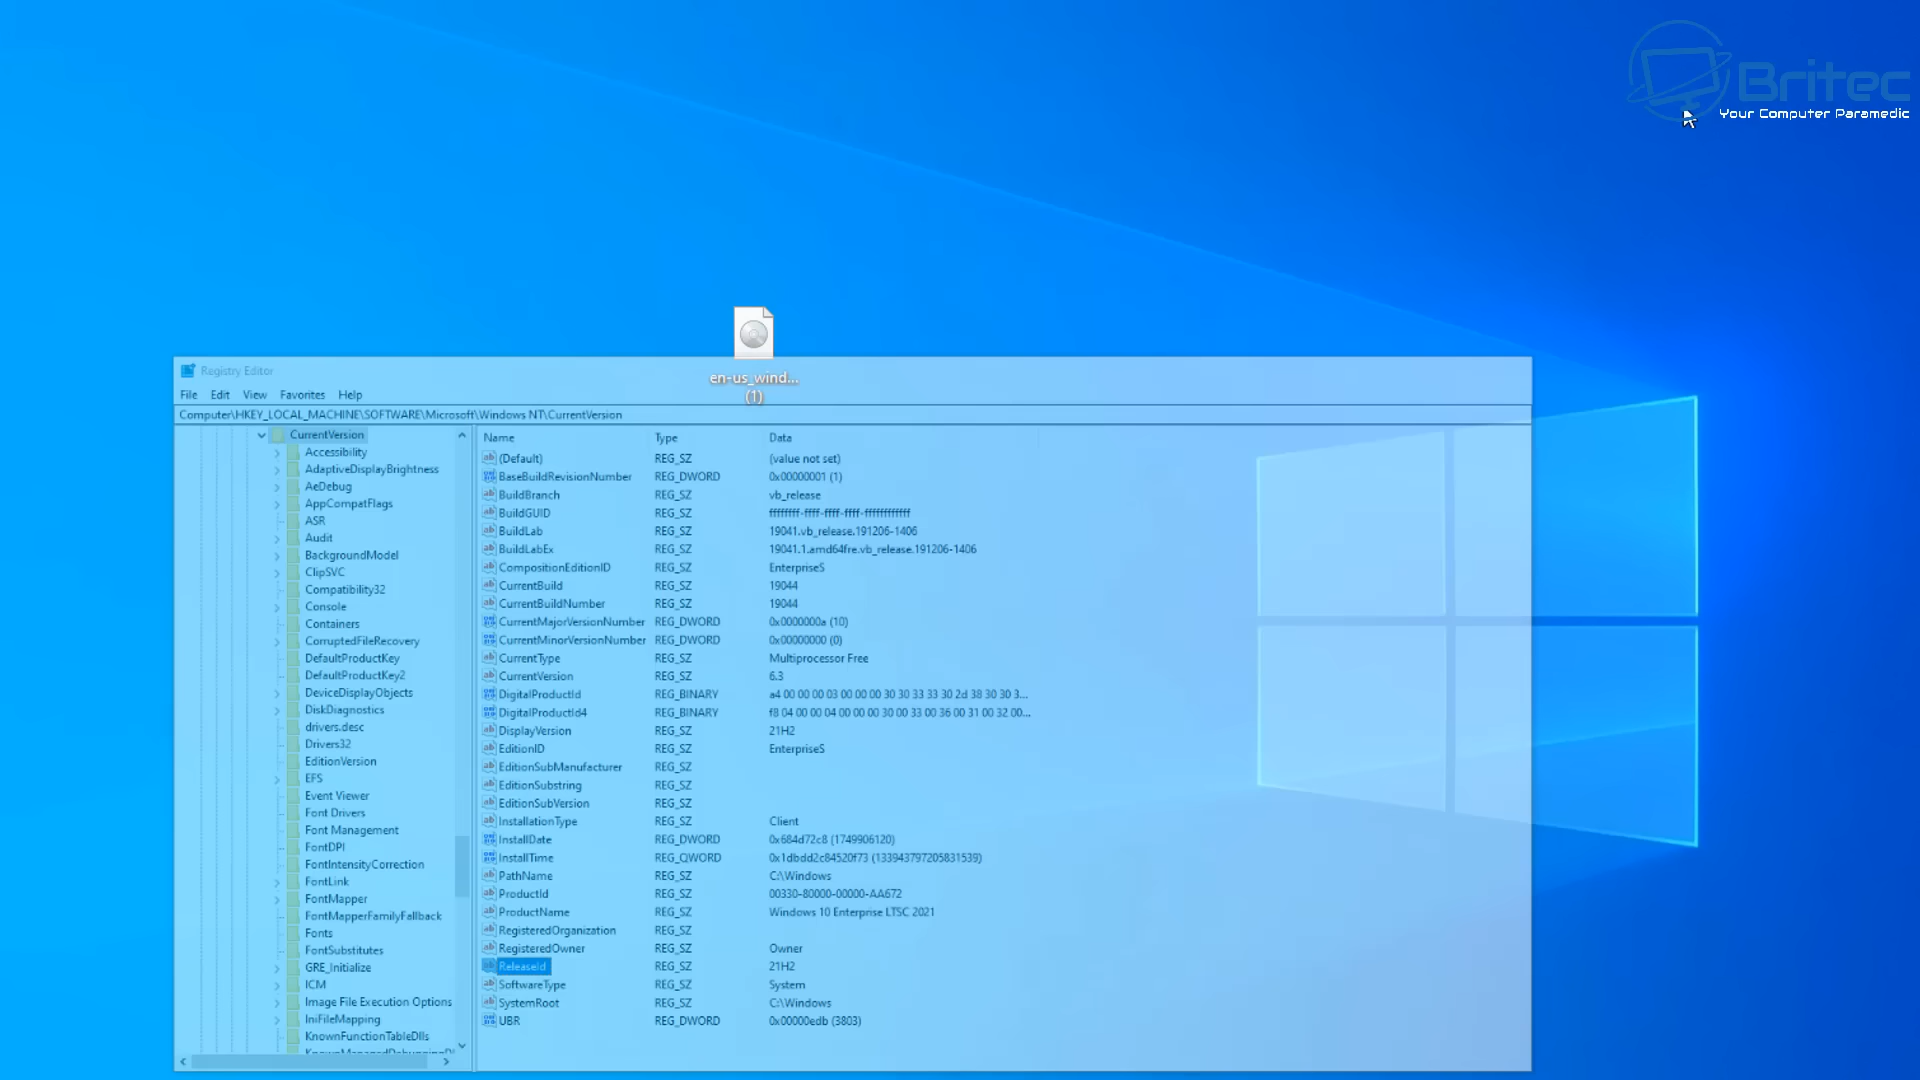 Britec
Your Computer Paramedic
en-us_wind...
(1)
Registry Editor
File Edit View Favorites Help
Computer\HKEY_LOCAL_MACHINE\SOFTWARE\Microsoft\Windows NT\CurrentVersion
CurrentVersion
Accessibility
AdaptiveDisplayBrightness
AeDebug
AppCompatFlags
ASR
Audit
BackgroundModel
ClipSVC
Compatibility32
Console
Containers
CorruptedFileRecovery
DefaultProductKey
DefaultProductKey2
DeviceDisplayObjects
DiskDiagnostics
drivers.desc
Drivers32
EditionVersion
EFS
Event Viewer
Font Drivers
Font Management
FontDPI
FontIntensityCorrection
FontLink
FontMapper
FontMapperFamilyFallback
Fonts
FontSubstitutes
GRE_Initialize
ICM
Image File Execution Options
IniFileMapping
KnownFunctionTableDlls
Name Type Data
(Default) REG_SZ (value not set)
BaseBuildRevisionNumber REG_DWORD 0x00000001 (1)
BuildBranch REG_SZ vb_release
BuildGUID REG_SZ ffffffff-ffff-ffff-ffff-ffffffffffff
BuildLab REG_SZ 19041.vb_release.191206-1406
BuildLabEx REG_SZ 19041.1.amd64fre.vb_release.191206-1406
CompositionEditionID REG_SZ EnterpriseS
CurrentBuild REG_SZ 19044
CurrentBuildNumber REG_SZ 19044
CurrentMajorVersionNumber REG_DWORD 0x0000000a (10)
CurrentMinorVersionNumber REG_DWORD 0x00000000 (0)
CurrentType REG_SZ Multiprocessor Free
CurrentVersion REG_SZ 6.3
DigitalProductId REG_BINARY a4 00 00 00 03 00 00 00 30 30 33 33 30 2d 38 30 30 3...
DigitalProductId4 REG_BINARY f8 04 00 00 04 00 00 00 30 00 33 00 36 00 31 00 32 00...
DisplayVersion REG_SZ 21H2
EditionID REG_SZ EnterpriseS
EditionSubManufacturer REG_SZ
EditionSubstring REG_SZ
EditionSubVersion REG_SZ
InstallationType REG_SZ Client
InstallDate REG_DWORD 0x684d72c8 (1749906120)
InstallTime REG_QWORD 0x1dbdd2c84520f73 (133943797205831539)
PathName REG_SZ C:\Windows
ProductId REG_SZ 00330-80000-00000-AA672
ProductName REG_SZ Windows 10 Enterprise LTSC 2021
RegisteredOrganization REG_SZ
RegisteredOwner REG_SZ Owner
ReleaseId REG_SZ 21H2
SoftwareType REG_SZ System
SystemRoot REG_SZ C:\Windows
UBR REG_DWORD 0x00000edb (3803)